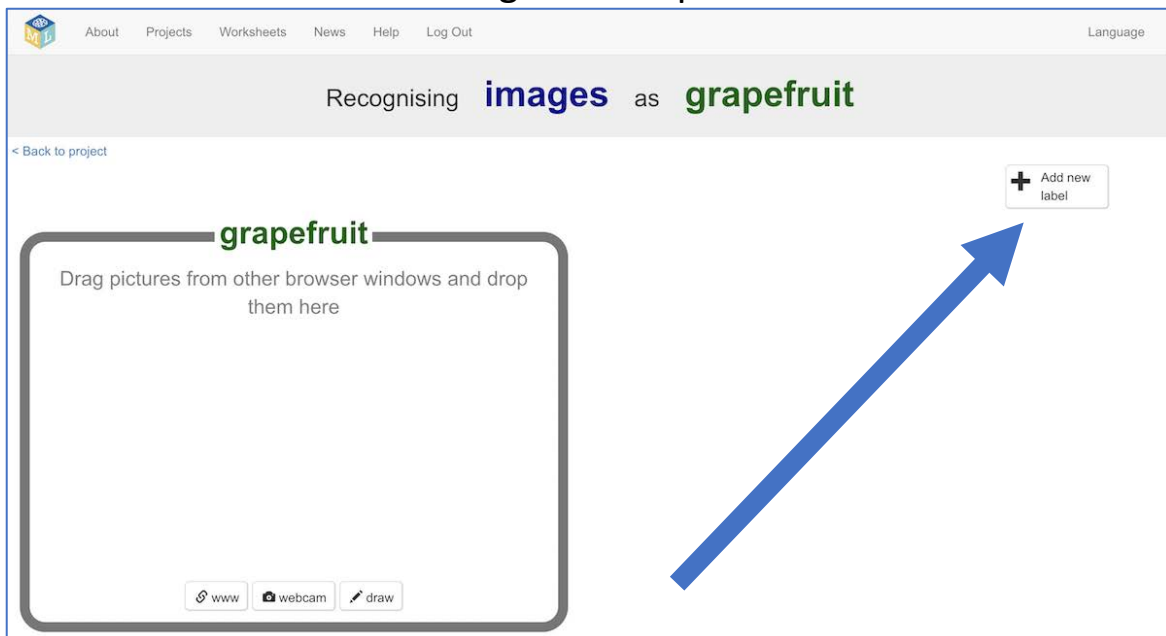 About Projects Worksheets News Help Log Out Language
Recognising images as grapefruit
< Back to project
Add new
label
grapefruit
Drag pictures from other browser windows and drop
them here
www webcam draw